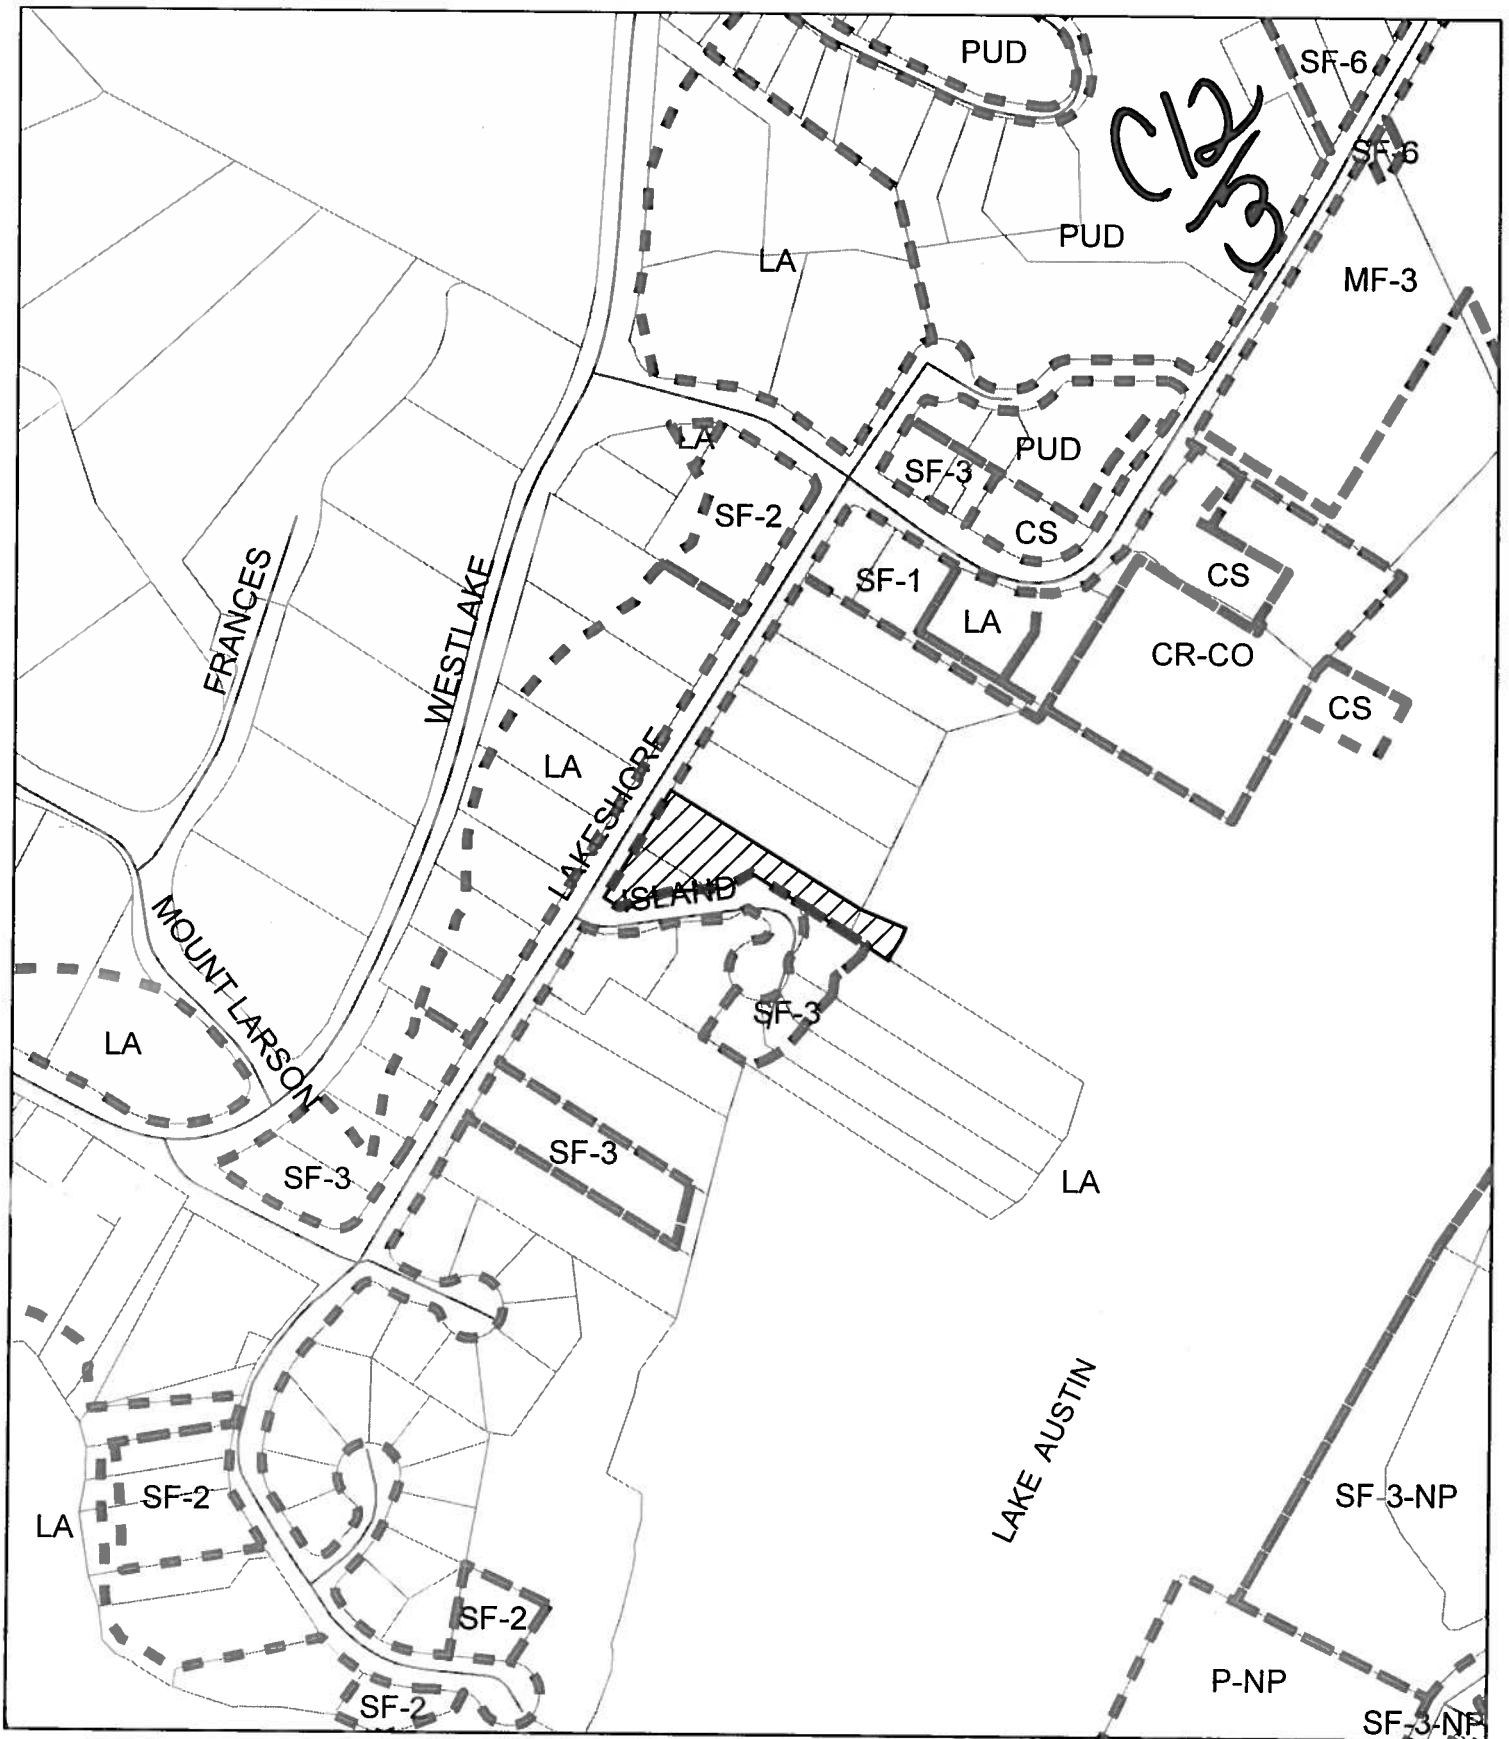 PUD
SF-6
C12
/3
SF-6
PUD
LA
MF-3
LA
SF-3
PUD
SF-2
CS
SF-1
CS
FRANCES
WESTLAKE
LA
CR-CO
CS
LA
LAKESHORE
ISLAND
MOUNT LARSON
SF-3
LA
SF-3
SF-3
LA
LAKE AUSTIN
SF-2
SF-3-NP
LA
SF-2
P-NP
SF-2
SF-3-NP